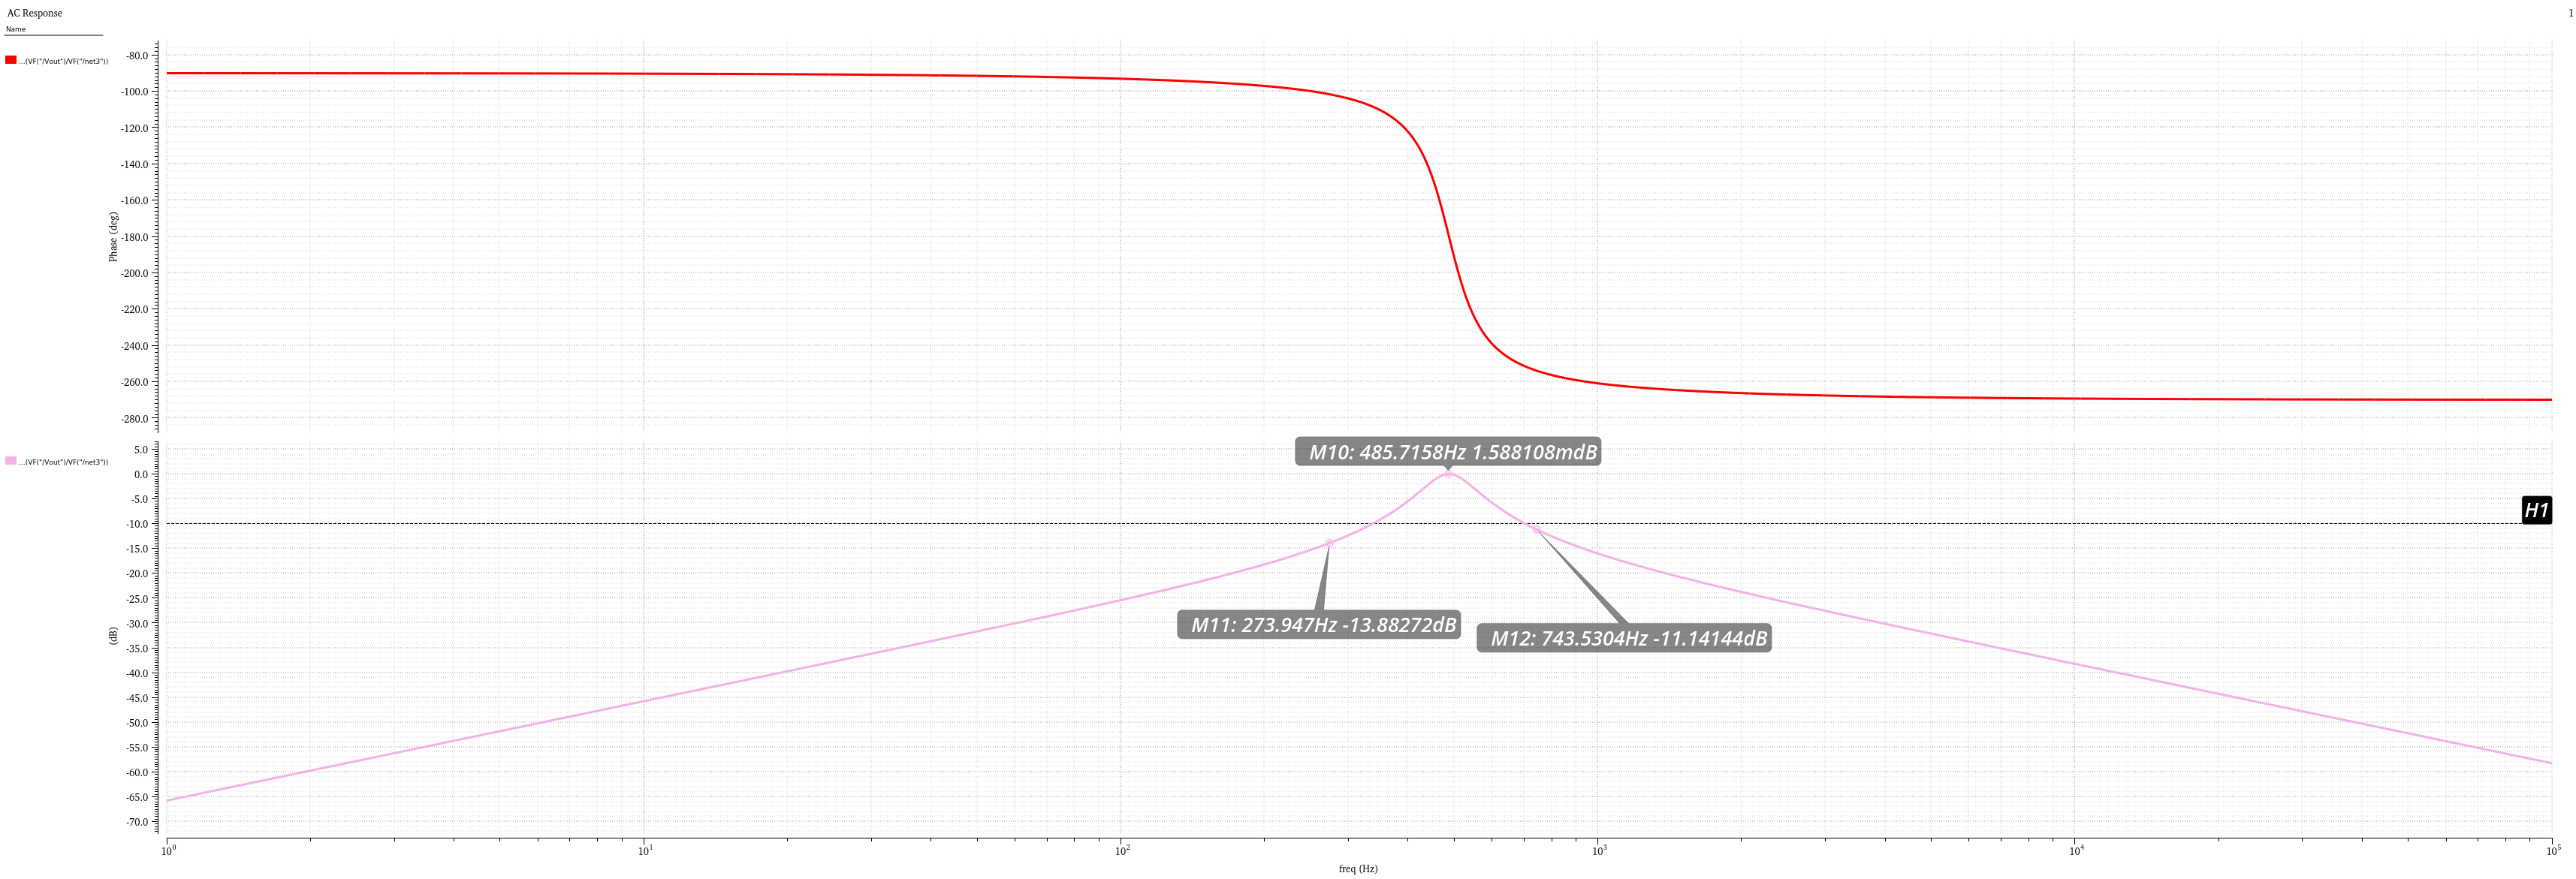 AC Response
1
Name
...(VF("/Vout")/VF("/net3"))
Phase (deg)
-80.0
-100.0
-120.0
-140.0
-160.0
-180.0
-200.0
-220.0
-240.0
-260.0
-280.0
...(VF("/Vout")/VF("/net3"))
(dB)
5.0
0.0
-5.0
-10.0
-15.0
-20.0
-25.0
-30.0
-35.0
-40.0
-45.0
-50.0
-55.0
-60.0
-65.0
-70.0
M10: 485.7158Hz 1.588108mdB
H1
M11: 273.947Hz -13.88272dB
M12: 743.5304Hz -11.14144dB
10⁰ 10¹ 10² 10³ 10⁴ 10⁵
freq (Hz)